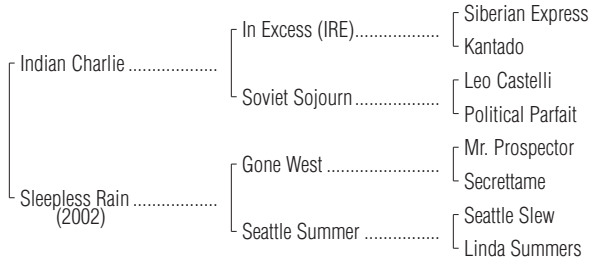 Siberian Express
In Excess (IRE)..................
Kantado
Indian Charlie ...................
Leo Castelli
Soviet Sojourn..................
Political Parfait
Mr. Prospector
Gone West ........................
Secrettame
Sleepless Rain ..................
(2002)
Seattle Slew
Seattle Summer ................
Linda Summers